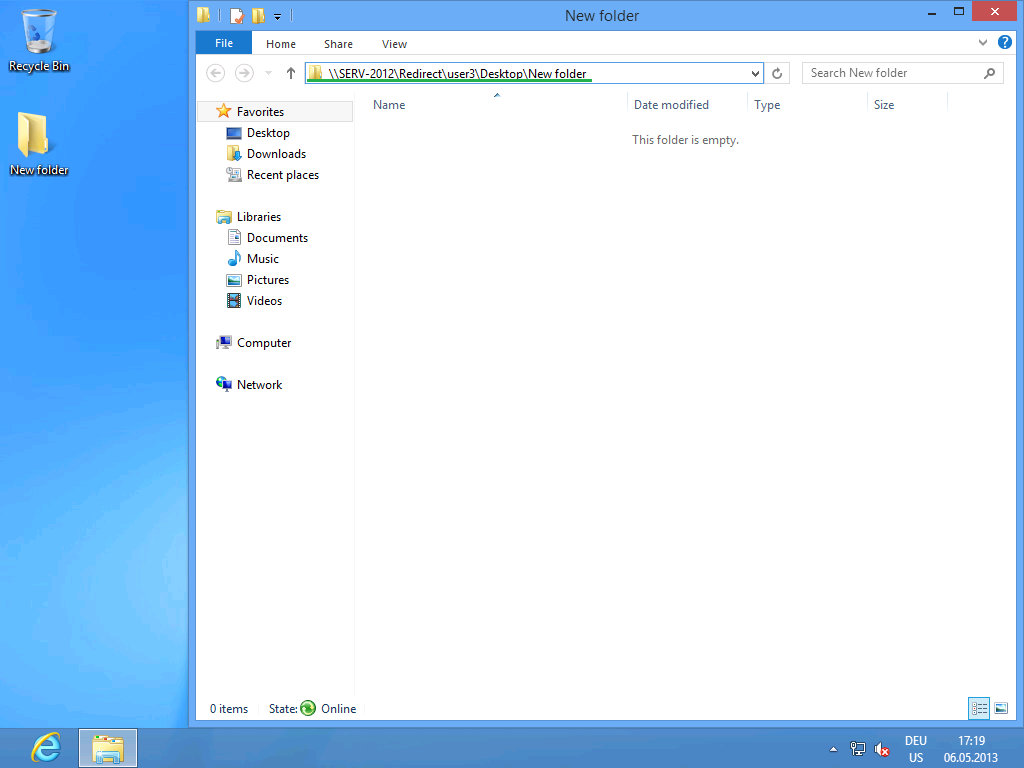 Recycle Bin
New folder
New folder
File
Home
Share
View
\\SERV-2012\Redirect\user3\Desktop\New folder
Search New folder
Favorites
Desktop
Downloads
Recent places
Libraries
Documents
Music
Pictures
Videos
Computer
Network
Name
Date modified
Type
Size
This folder is empty.
0 items
State: Online
DEU
US
17:19
06.05.2013